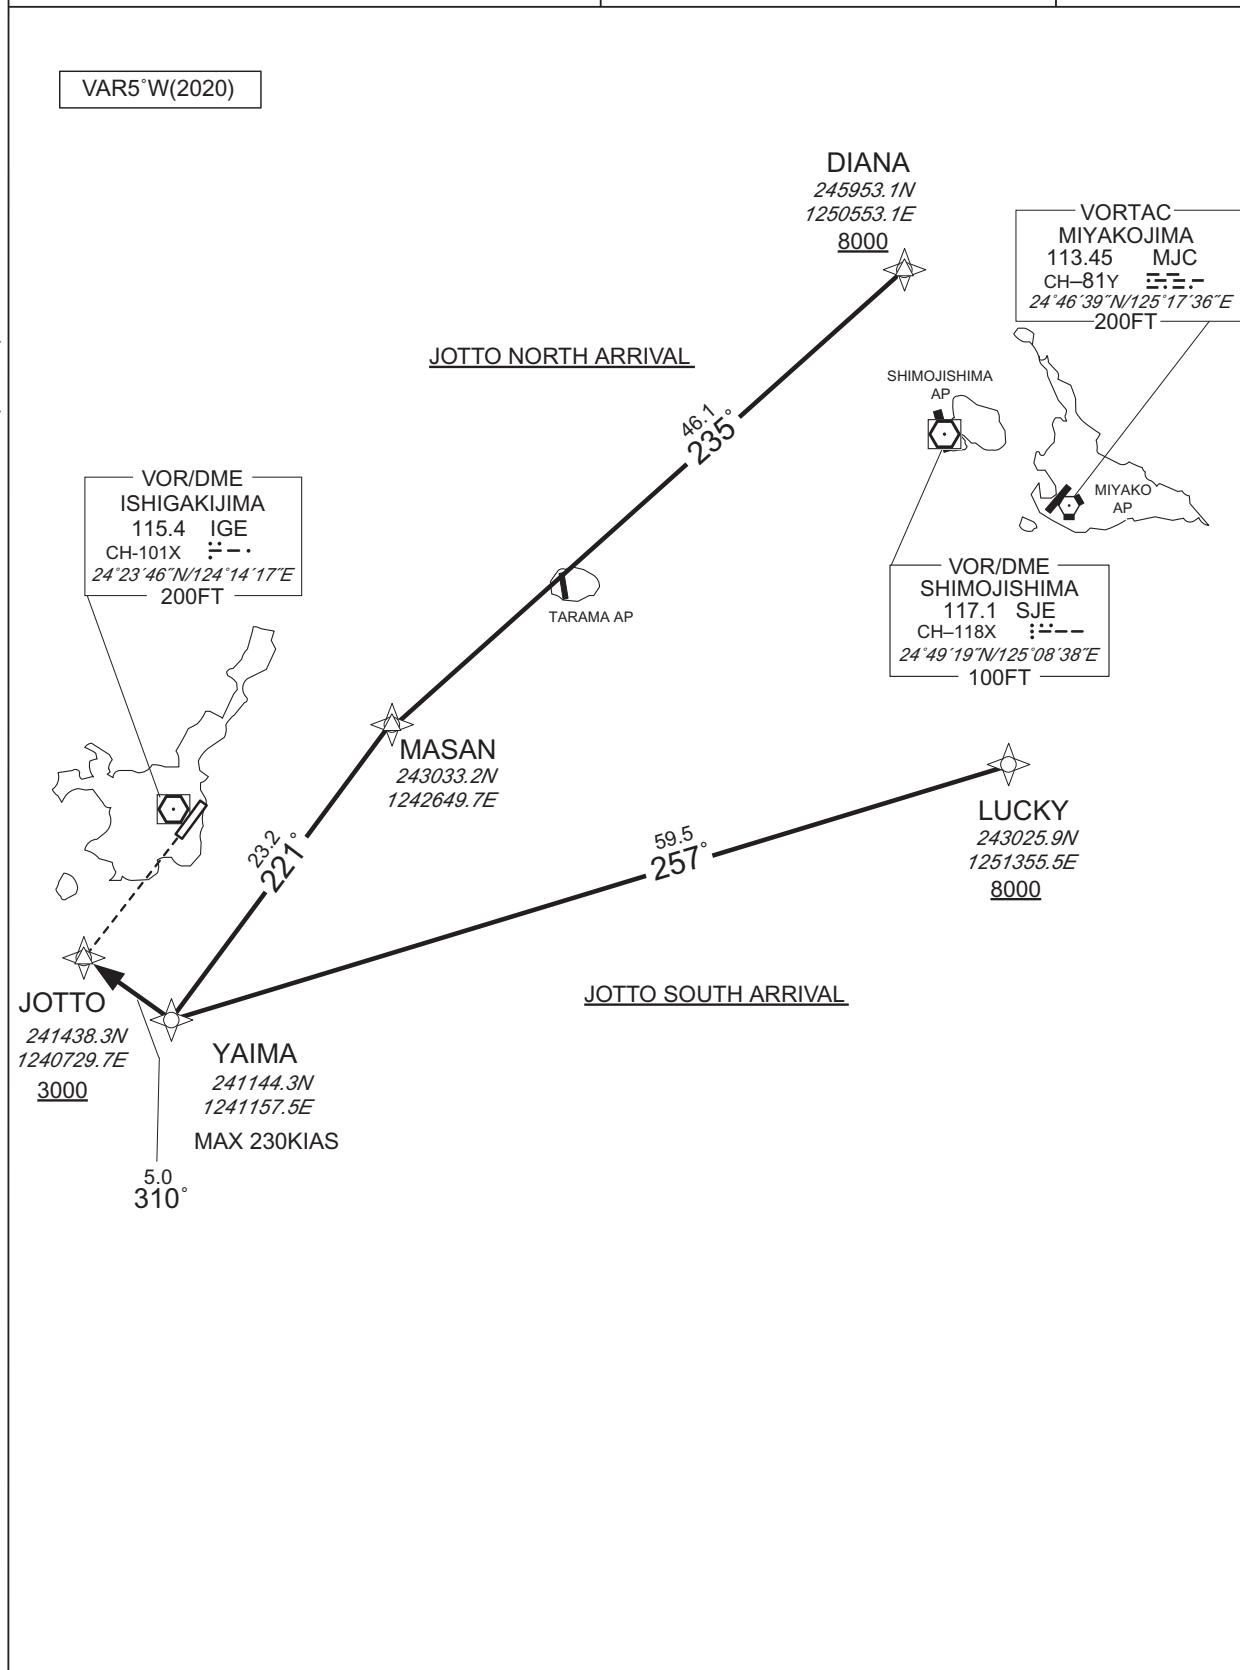 VAR5°W(2020)
DIANA
245953.1N
1250553.1E
8000
VORTAC
MIYAKOJIMA
113.45 MJC
CH–81Y
24°46′39″N/125°17′36″E
200FT
JOTTO NORTH ARRIVAL
SHIMOJISHIMA
AP
46.1
235°
MIYAKO
AP
VOR/DME
ISHIGAKIJIMA
115.4 IGE
CH-101X
24°23′46″N/124°14′17″E
200FT
VOR/DME
SHIMOJISHIMA
117.1 SJE
CH–118X
24°49′19″N/125°08′38″E
100FT
TARAMA AP
MASAN
243033.2N
1242649.7E
LUCKY
243025.9N
1251355.5E
8000
23.2
221°
59.5
257°
JOTTO
241438.3N
1240729.7E
3000
JOTTO SOUTH ARRIVAL
YAIMA
241144.3N
1241157.5E
MAX 230KIAS
5.0
310°